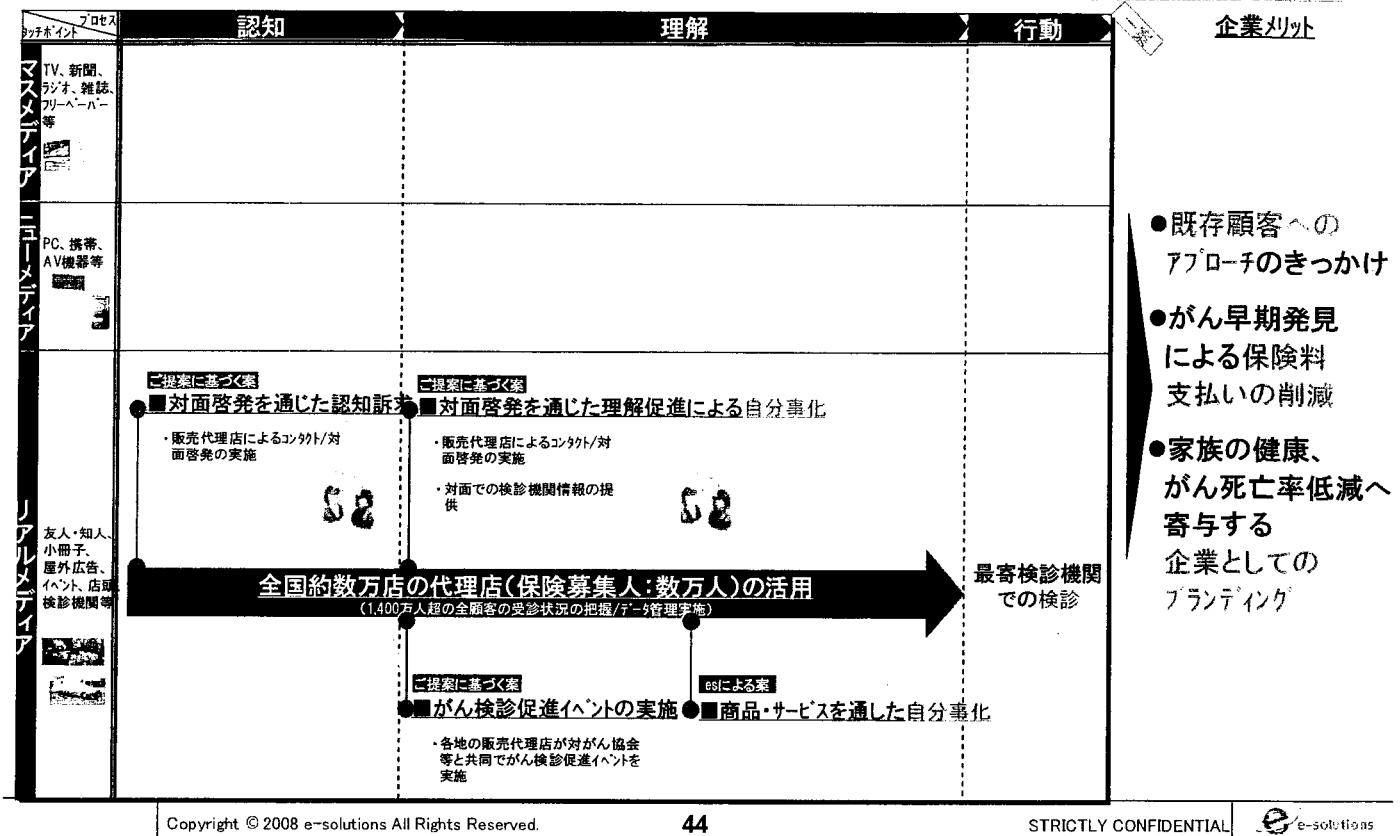 プロセス
タッチポイント
認知
理解
行動
一案
企業メリット
マスメディア
TV、新聞、
ラジオ、雑誌、
フリーペーパー
等
ニューメディア
PC、携帯、
AV機器等
リアルメディア
友人・知人、
小冊子、
屋外広告、
イベント、店頭、
検診機関等
ご提案に基づく案
■対面啓発を通じた認知訴求
・販売代理店によるコンタクト/対
面啓発の実施
ご提案に基づく案
■対面啓発を通じた理解促進による自分事化
・販売代理店によるコンタクト/対
面啓発の実施
・対面での検診機関情報の提
供
全国約数万店の代理店(保険募集人:数万人)の活用
(1,400万人超の全顧客の受診状況の把握/データ管理実施)
最寄検診機関
での検診
ご提案に基づく案
■がん検診促進イベントの実施
・各地の販売代理店が対がん協会
等と共同でがん検診促進イベントを
実施
esによる案
■商品・サービスを通した自分事化
●既存顧客への
アプローチのきっかけ
●がん早期発見
による保険料
支払いの削減
●家族の健康、
がん死亡率低減へ
寄与する
企業としての
ブランディング
Copyright © 2008 e-solutions All Rights Reserved.
44
STRICTLY CONFIDENTIAL
e-solutions